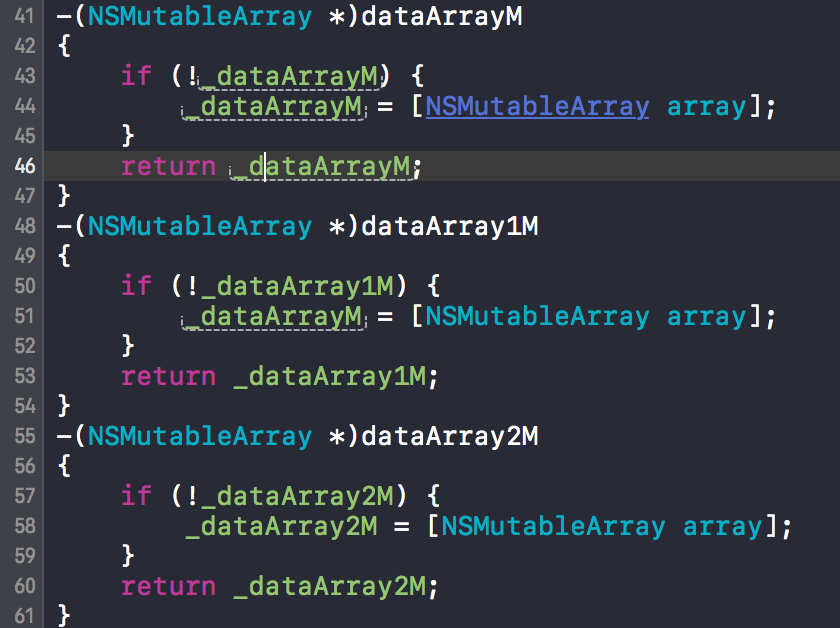 41 -(NSMutableArray *)dataArrayM
42 {
43 if (!_dataArrayM) {
44 _dataArrayM = [NSMutableArray array];
45 }
46 return _dataArrayM;
47 }
48 -(NSMutableArray *)dataArray1M
49 {
50 if (!_dataArray1M) {
51 _dataArrayM = [NSMutableArray array];
52 }
53 return _dataArray1M;
54 }
55 -(NSMutableArray *)dataArray2M
56 {
57 if (!_dataArray2M) {
58 _dataArray2M = [NSMutableArray array];
59 }
60 return _dataArray2M;
61 }